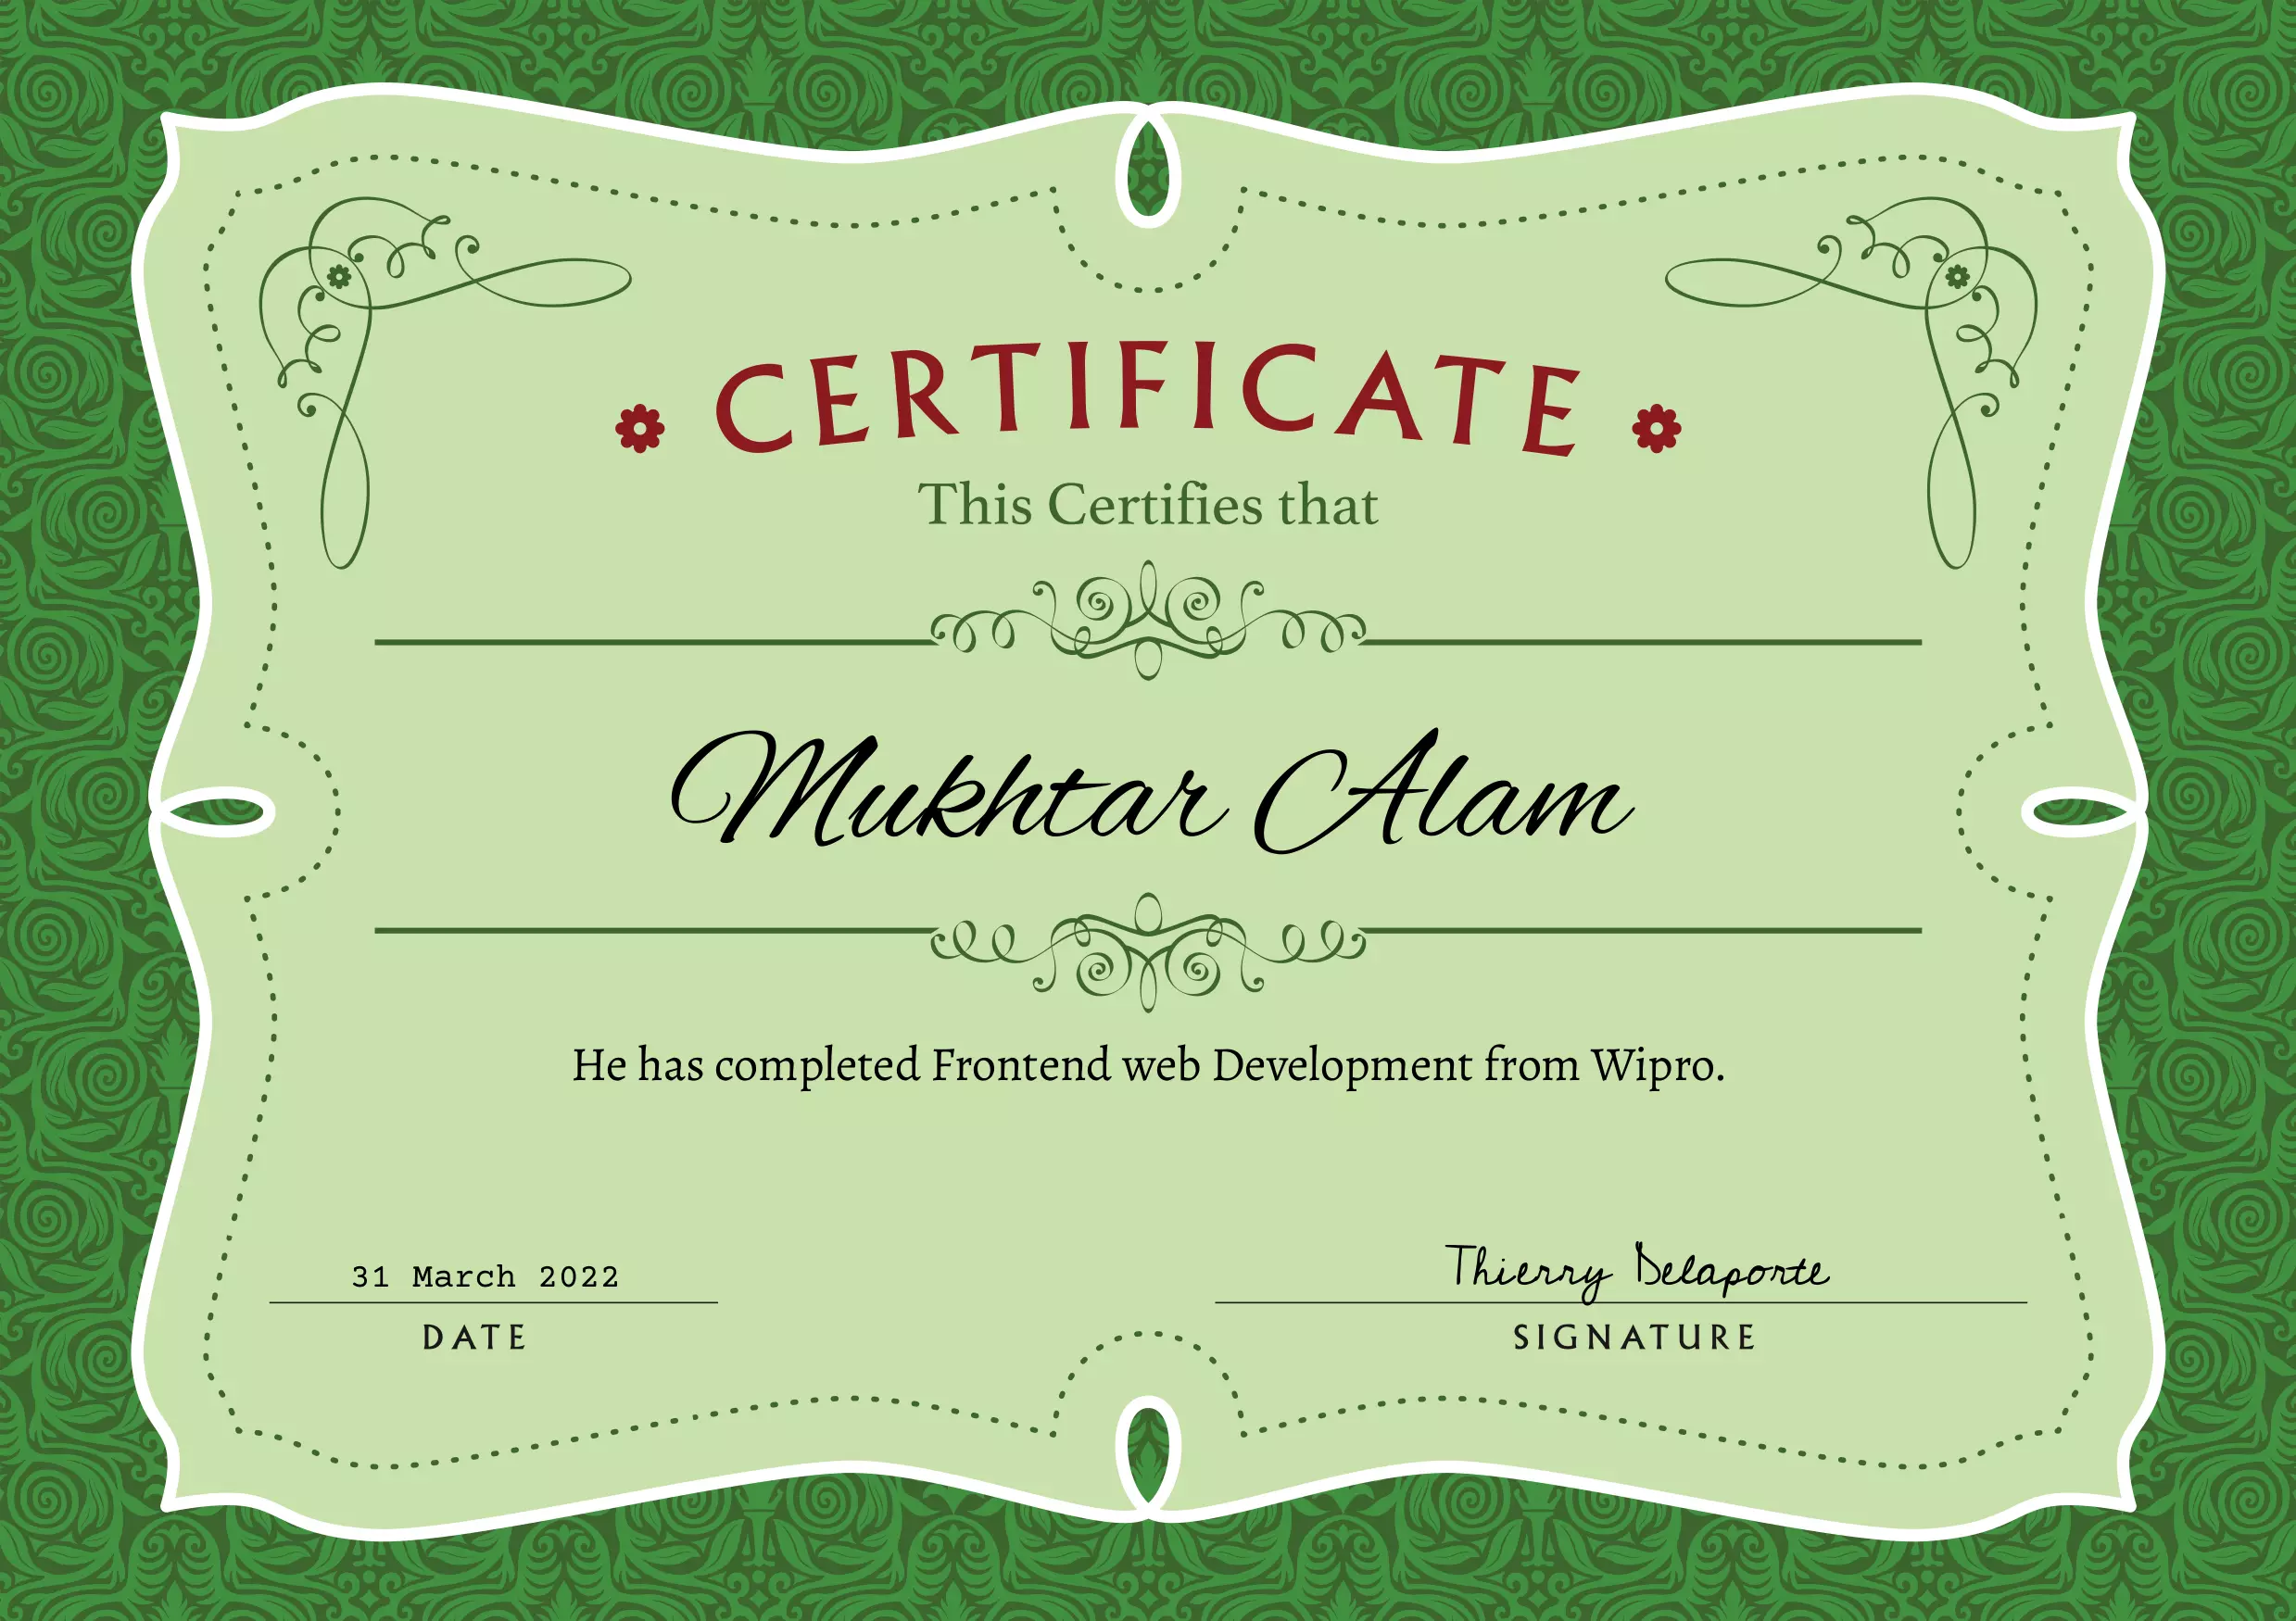 CERTIFICATE
This Certifies that
Mukhtar Alam
He has completed Frontend web Development from Wipro.
31 March 2022
DATE
Thierry Delaporte
SIGNATURE